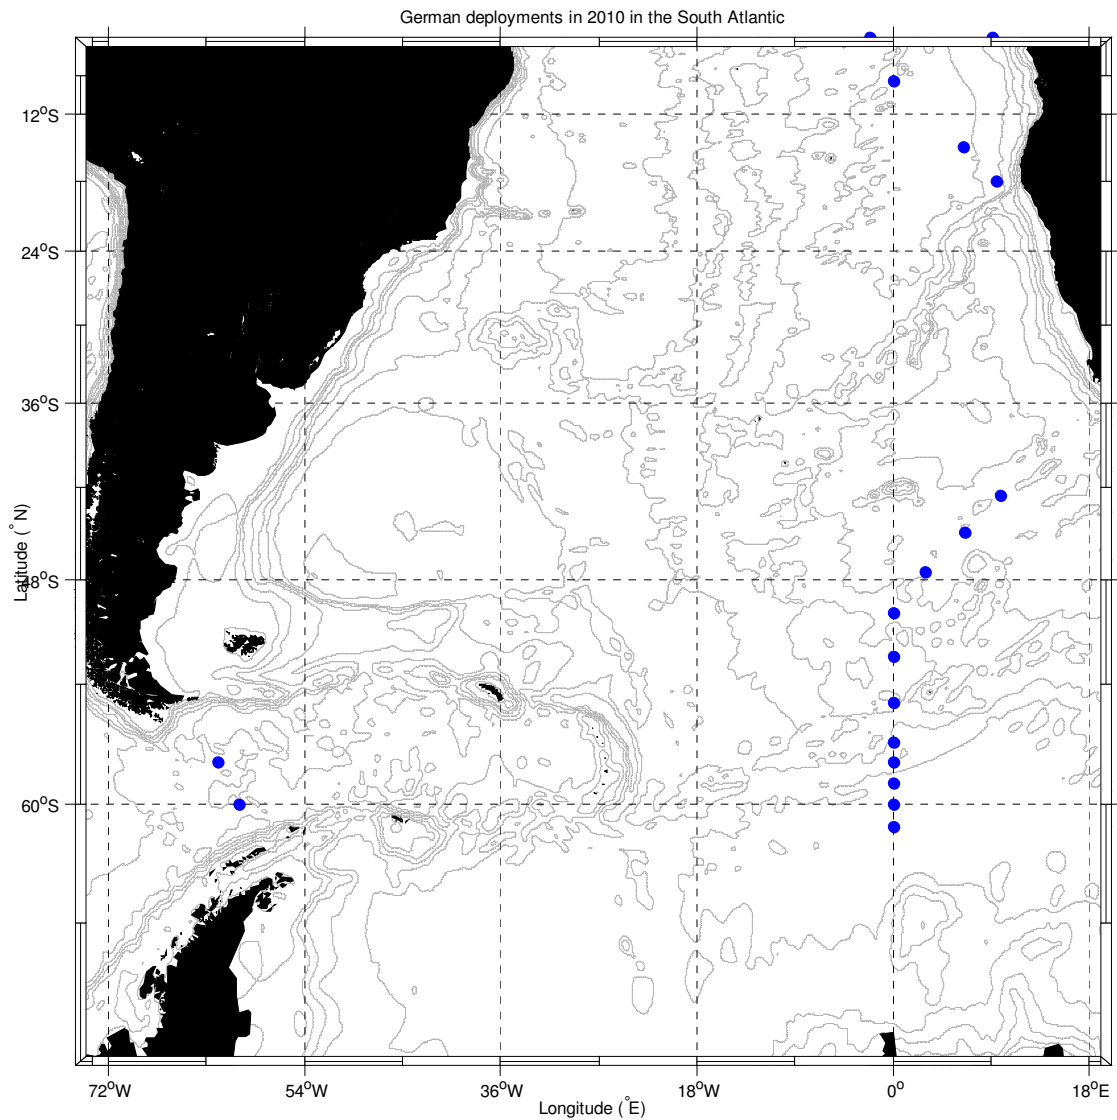 German deployments in 2010 in the South Atlantic
12°S
24°S
36°S
48°S
60°S
Latitude (°N)
72°W
54°W
36°W
18°W
0°
18°E
Longitude (°E)